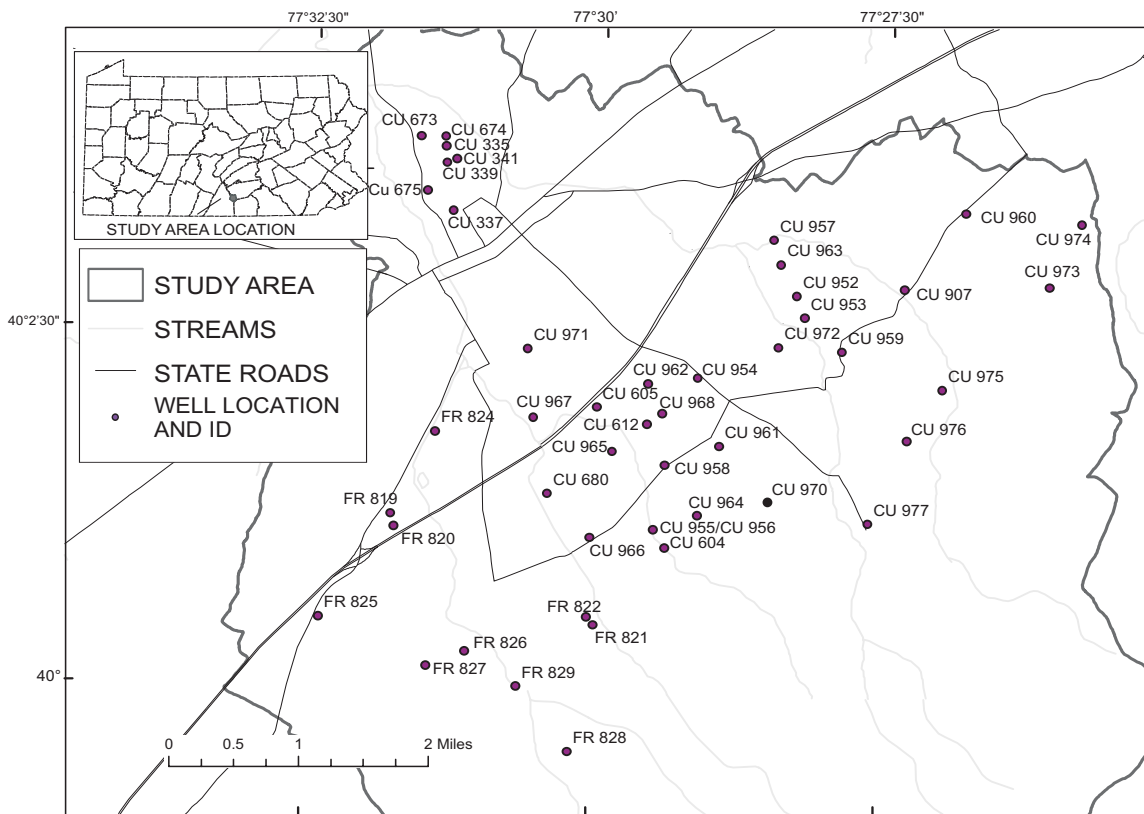 77°32'30"
77°30'
77°27'30"
CU 673
CU 674
CU 335
CU 341
CU 339
Cu 675
CU 337
STUDY AREA LOCATION
STUDY AREA
STREAMS
STATE ROADS
WELL LOCATION
AND ID
CU 960
CU 974
CU 957
CU 963
CU 973
CU 952
CU 907
CU 953
40°2'30"
CU 971
CU 972
CU 959
CU 962
CU 954
CU 975
CU 605
CU 967
CU 968
FR 824
CU 612
CU 961
CU 976
CU 965
CU 958
CU 680
CU 970
FR 819
CU 964
CU 977
FR 820
CU 955/CU 956
CU 966
CU 604
FR 825
FR 822
FR 821
FR 826
FR 827
FR 829
40°
FR 828
0 0.5 1 2 Miles